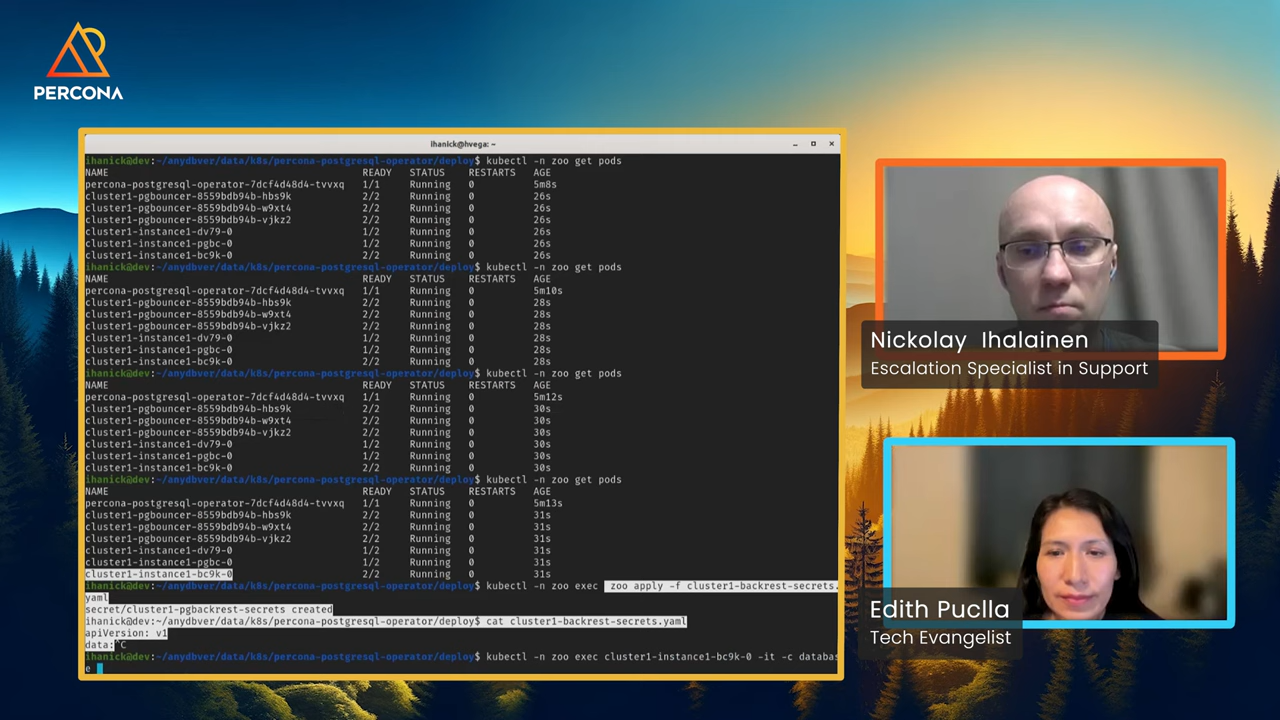 PERCONA
ihanick@hvega: ~
ihanick@dev:~/anydbver/data/k8s/percona-postgresql-operator/deploy$ kubectl -n zoo get pods
NAME READY STATUS RESTARTS AGE
percona-postgresql-operator-7dcf4d48d4-tvvxq 1/1 Running 0 5m8s
cluster1-pgbouncer-8559bdb94b-hbs9k 2/2 Running 0 26s
cluster1-pgbouncer-8559bdb94b-w9xt4 2/2 Running 0 26s
cluster1-pgbouncer-8559bdb94b-vjkz2 2/2 Running 0 26s
cluster1-instance1-dv79-0 1/2 Running 0 26s
cluster1-instance1-pgbc-0 1/2 Running 0 26s
cluster1-instance1-bc9k-0 1/2 Running 0 26s
ihanick@dev:~/anydbver/data/k8s/percona-postgresql-operator/deploy$ kubectl -n zoo get pods
NAME READY STATUS RESTARTS AGE
percona-postgresql-operator-7dcf4d48d4-tvvxq 1/1 Running 0 5m10s
cluster1-pgbouncer-8559bdb94b-hbs9k 2/2 Running 0 28s
cluster1-pgbouncer-8559bdb94b-w9xt4 2/2 Running 0 28s
cluster1-pgbouncer-8559bdb94b-vjkz2 2/2 Running 0 28s
cluster1-instance1-dv79-0 1/2 Running 0 28s
cluster1-instance1-pgbc-0 1/2 Running 0 28s
cluster1-instance1-bc9k-0 1/2 Running 0 28s
ihanick@dev:~/anydbver/data/k8s/percona-postgresql-operator/deploy$ kubectl -n zoo get pods
NAME READY STATUS RESTARTS AGE
percona-postgresql-operator-7dcf4d48d4-tvvxq 1/1 Running 0 5m12s
cluster1-pgbouncer-8559bdb94b-hbs9k 2/2 Running 0 30s
cluster1-pgbouncer-8559bdb94b-w9xt4 2/2 Running 0 30s
cluster1-pgbouncer-8559bdb94b-vjkz2 2/2 Running 0 30s
cluster1-instance1-dv79-0 1/2 Running 0 30s
cluster1-instance1-pgbc-0 1/2 Running 0 30s
cluster1-instance1-bc9k-0 2/2 Running 0 30s
ihanick@dev:~/anydbver/data/k8s/percona-postgresql-operator/deploy$ kubectl -n zoo get pods
NAME READY STATUS RESTARTS AGE
percona-postgresql-operator-7dcf4d48d4-tvvxq 1/1 Running 0 5m13s
cluster1-pgbouncer-8559bdb94b-hbs9k 2/2 Running 0 31s
cluster1-pgbouncer-8559bdb94b-w9xt4 2/2 Running 0 31s
cluster1-pgbouncer-8559bdb94b-vjkz2 2/2 Running 0 31s
cluster1-instance1-dv79-0 1/2 Running 0 31s
cluster1-instance1-pgbc-0 1/2 Running 0 31s
cluster1-instance1-bc9k-0 2/2 Running 0 31s
ihanick@dev:~/anydbver/data/k8s/percona-postgresql-operator/deploy$ kubectl -n zoo exec  zoo apply -f cluster1-backrest-secrets.
yaml
secret/cluster1-pgbackrest-secrets created
ihanick@dev:~/anydbver/data/k8s/percona-postgresql-operator/deploy$ cat cluster1-backrest-secrets.yaml
apiVersion: v1
data:^C
ihanick@dev:~/anydbver/data/k8s/percona-postgresql-operator/deploy$ kubectl -n zoo exec cluster1-instance1-bc9k-0 -it -c databas
e
Nickolay Ihalainen
Escalation Specialist in Support
Edith Puclla
Tech Evangelist